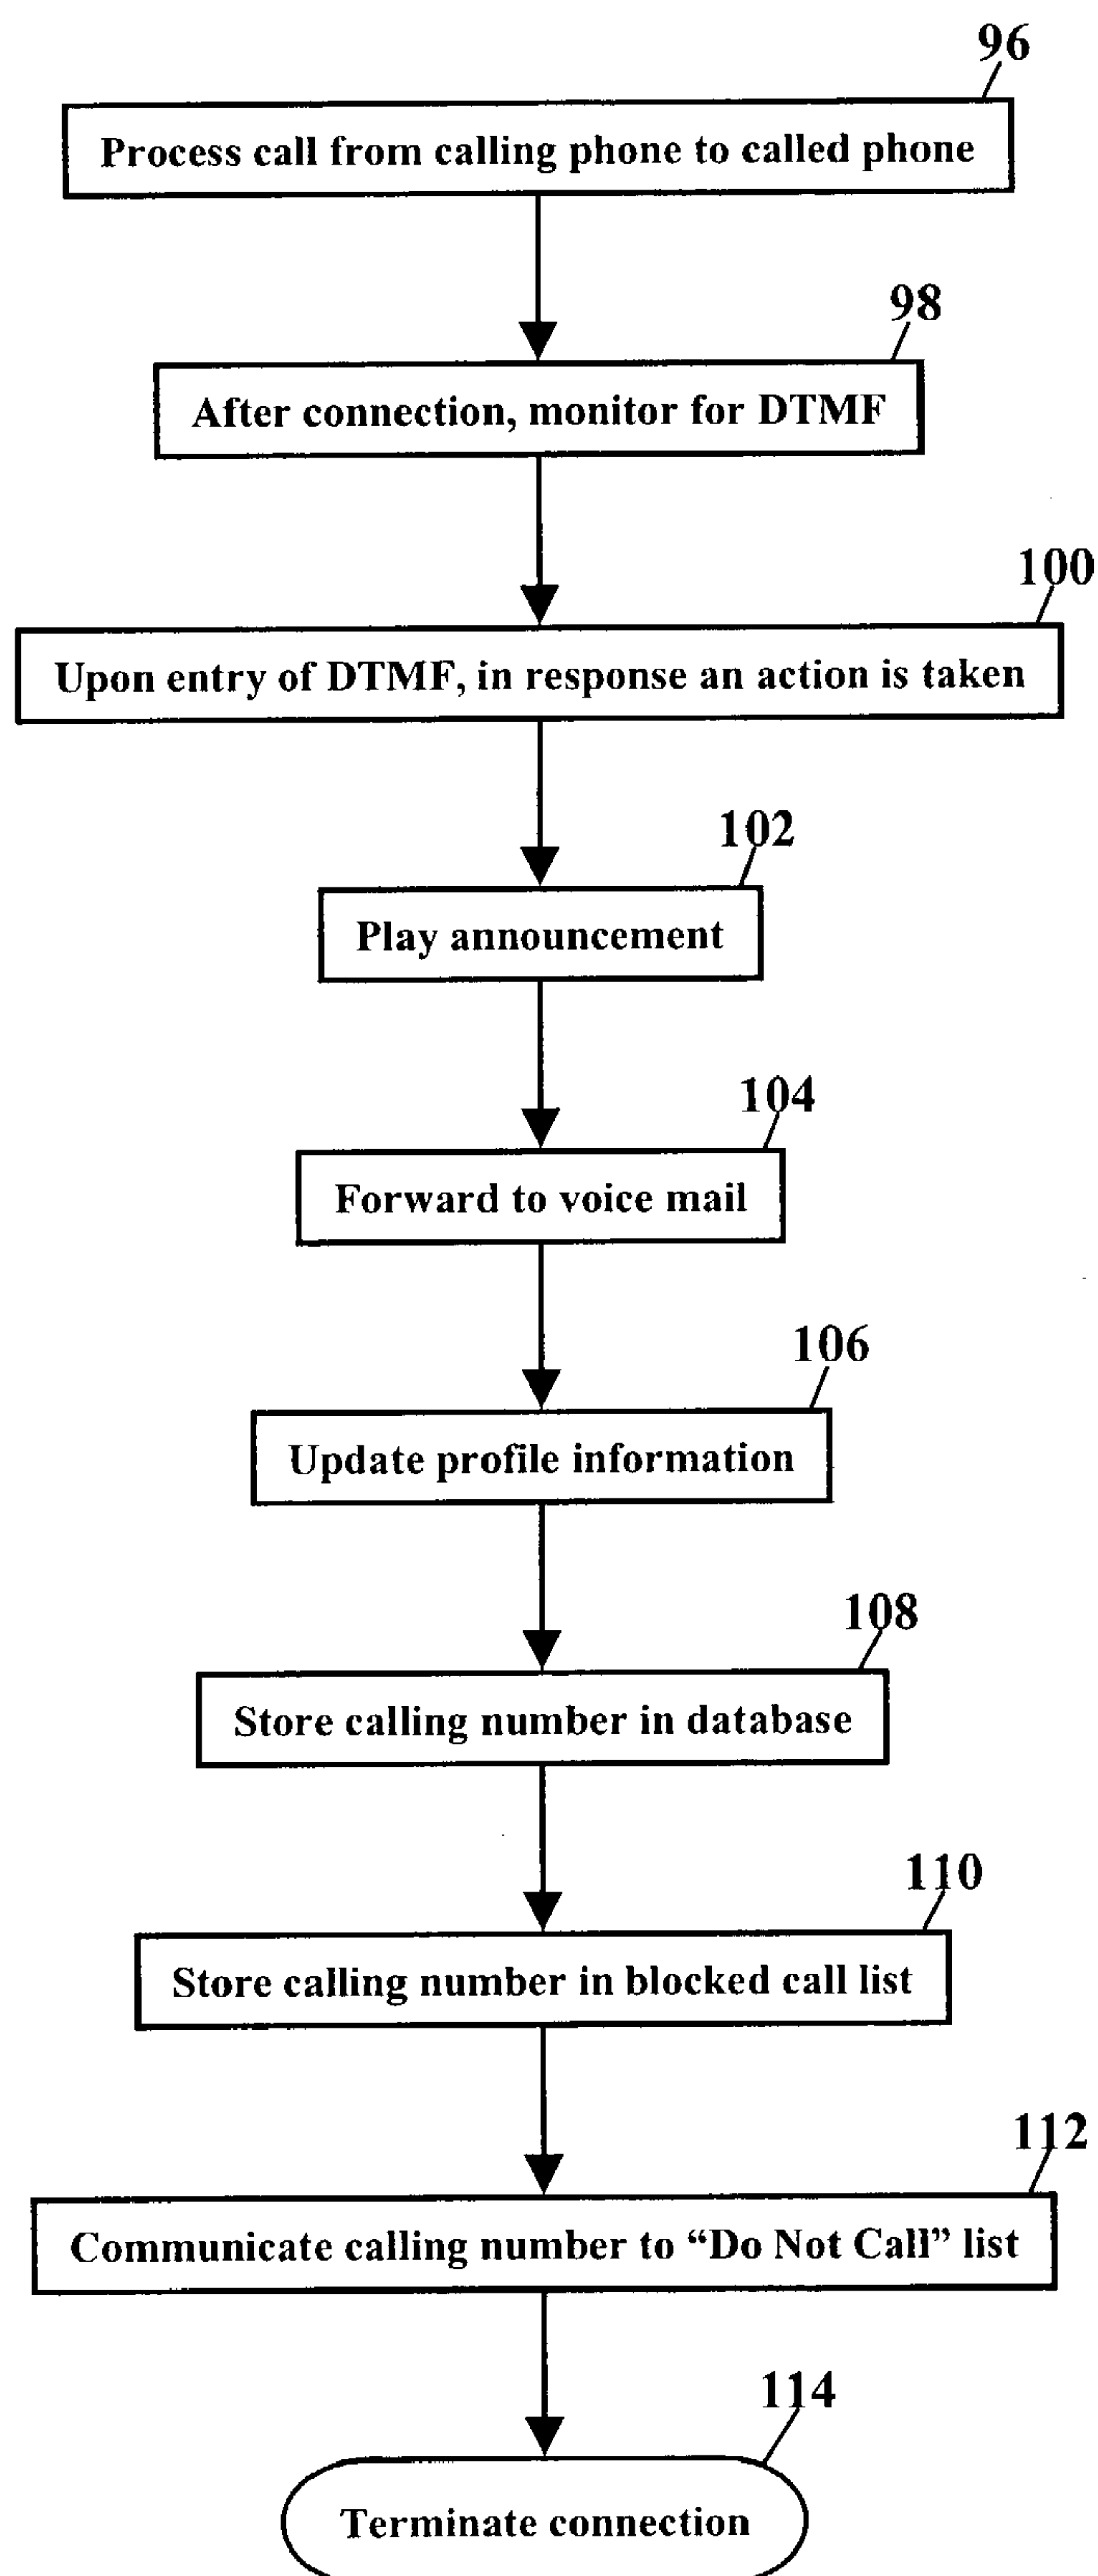 96
Process call from calling phone to called phone
98
After connection, monitor for DTMF
100
Upon entry of DTMF, in response an action is taken
102
Play announcement
104
Forward to voice mail
106
Update profile information
108
Store calling number in database
110
Store calling number in blocked call list
112
Communicate calling number to “Do Not Call” list
114
Terminate connection